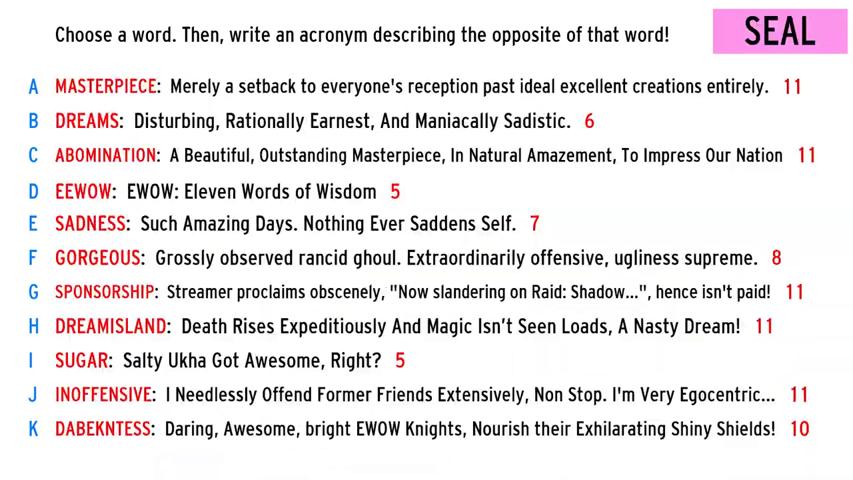 Choose a word. Then, write an acronym describing the opposite of that word!
SEAL
A MASTERPIECE: Merely a setback to everyone's reception past ideal excellent creations entirely. 11
B DREAMS: Disturbing, Rationally Earnest, And Maniacally Sadistic. 6
C ABOMINATION: A Beautiful, Outstanding Masterpiece, In Natural Amazement, To Impress Our Nation 11
D EEWOW: EWOW: Eleven Words of Wisdom 5
E SADNESS: Such Amazing Days. Nothing Ever Saddens Self. 7
F GORGEOUS: Grossly observed rancid ghoul. Extraordinarily offensive, ugliness supreme. 8
G SPONSORSHIP: Streamer proclaims obscenely, "Now slandering on Raid: Shadow...", hence isn't paid! 11
H DREAMISLAND: Death Rises Expeditiously And Magic Isn’t Seen Loads, A Nasty Dream! 11
I SUGAR: Salty Ukha Got Awesome, Right? 5
J INOFFENSIVE: I Needlessly Offend Former Friends Extensively, Non Stop. I'm Very Egocentric... 11
K DABEKNTESS: Daring, Awesome, bright EWOW Knights, Nourish their Exhilarating Shiny Shields! 10